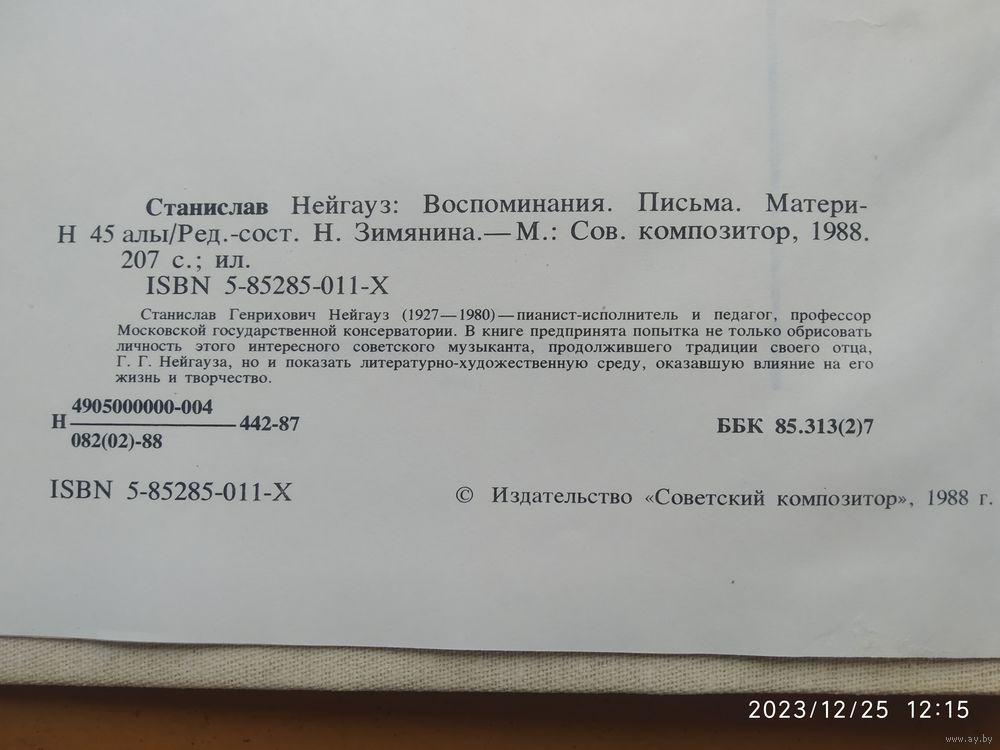 Станислав Нейгауз: Воспоминания. Письма. Матери-
Н 45 алы/Ред.-сост. Н. Зимянина.—М.: Сов. композитор, 1988.
207 с.; ил.
ISBN 5-85285-011-X
Станислав Генрихович Нейгауз (1927—1980)—пианист-исполнитель и педагог, профессор
Московской государственной консерватории. В книге предпринята попытка не только обрисовать
личность этого интересного советского музыканта, продолжившего традиции своего отца,
Г. Г. Нейгауза, но и показать литературно-художественную среду, оказавшую влияние на его
жизнь и творчество.
4905000000-004
Н 442-87
082(02)-88
ББК 85.313(2)7
ISBN 5-85285-011-X
© Издательство «Советский композитор», 1988 г.
2023/12/25 12:15
www.ay.by